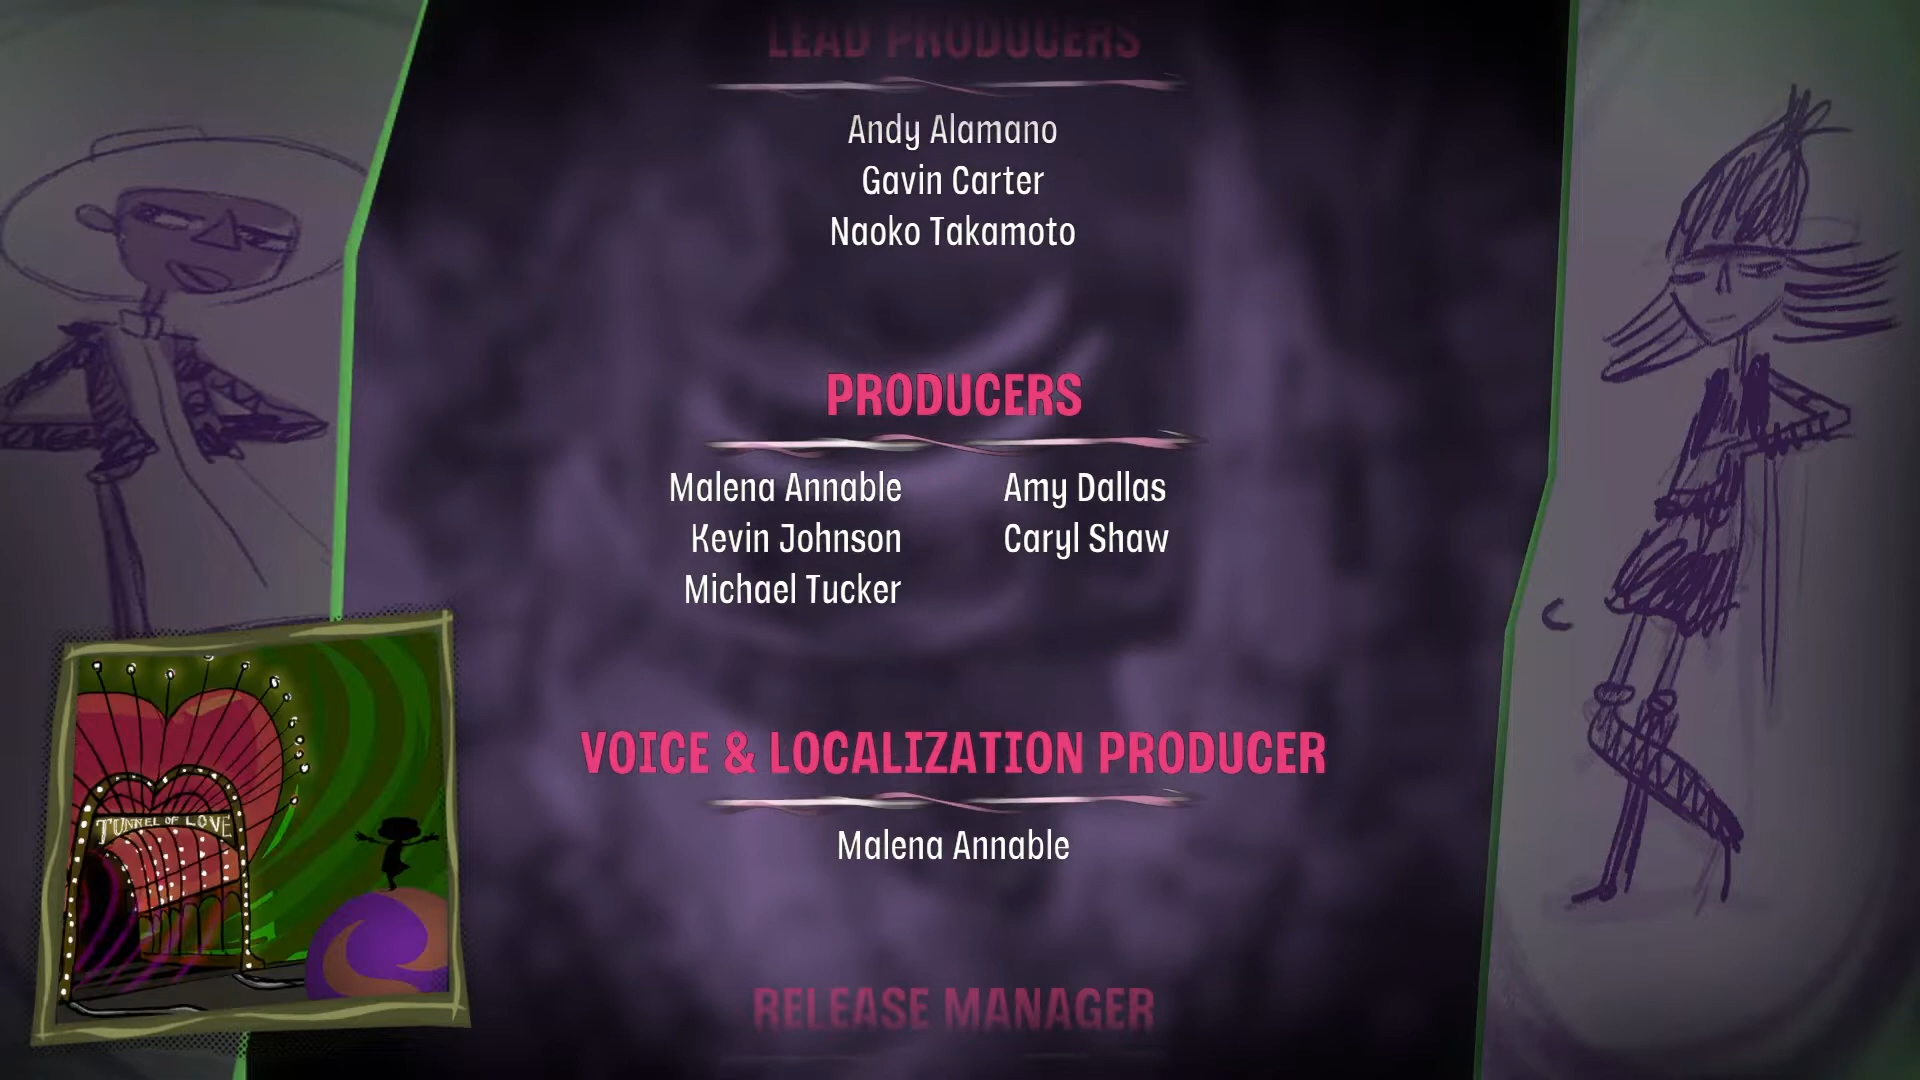 LEAD PRODUCERS
Andy Alamano
Gavin Carter
Naoko Takamoto
PRODUCERS
Malena Annable
Amy Dallas
Kevin Johnson
Caryl Shaw
Michael Tucker
VOICE & LOCALIZATION PRODUCER
Malena Annable
TUNNEL OF LOVE
RELEASE MANAGER